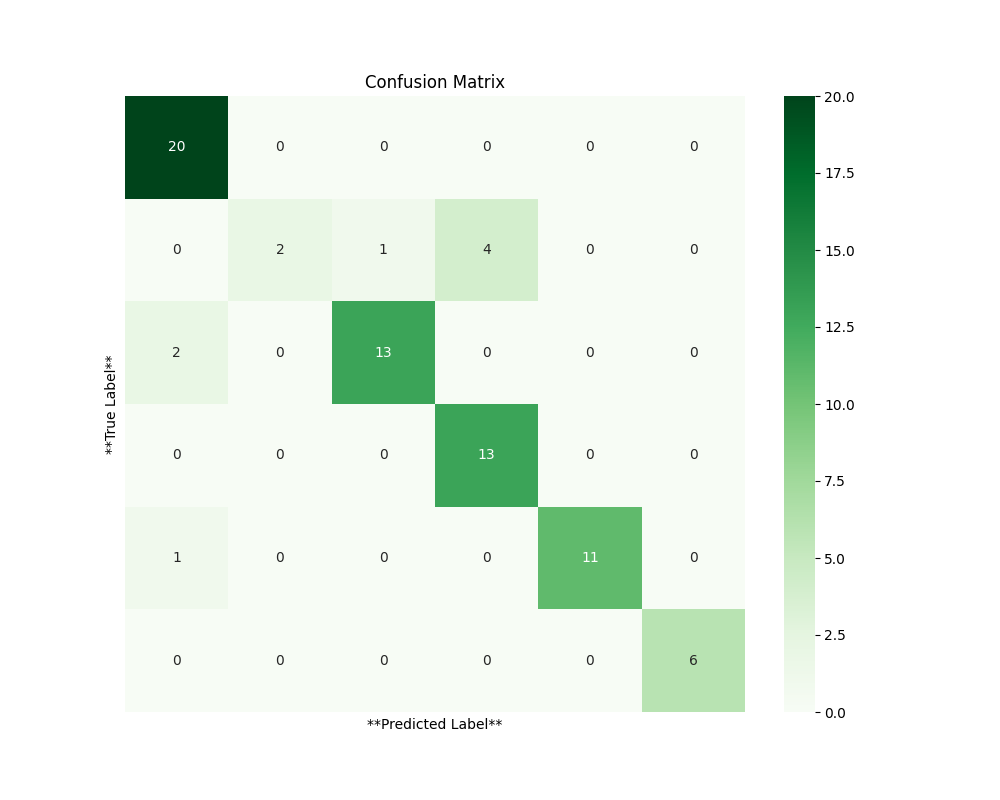 Confusion Matrix
20 0 0 0 0 0
0 2 1 4 0 0
2 0 13 0 0 0
0 0 0 13 0 0
1 0 0 0 11 0
0 0 0 0 0 6
**True Label**
**Predicted Label**
20.0
17.5
15.0
12.5
10.0
7.5
5.0
2.5
0.0